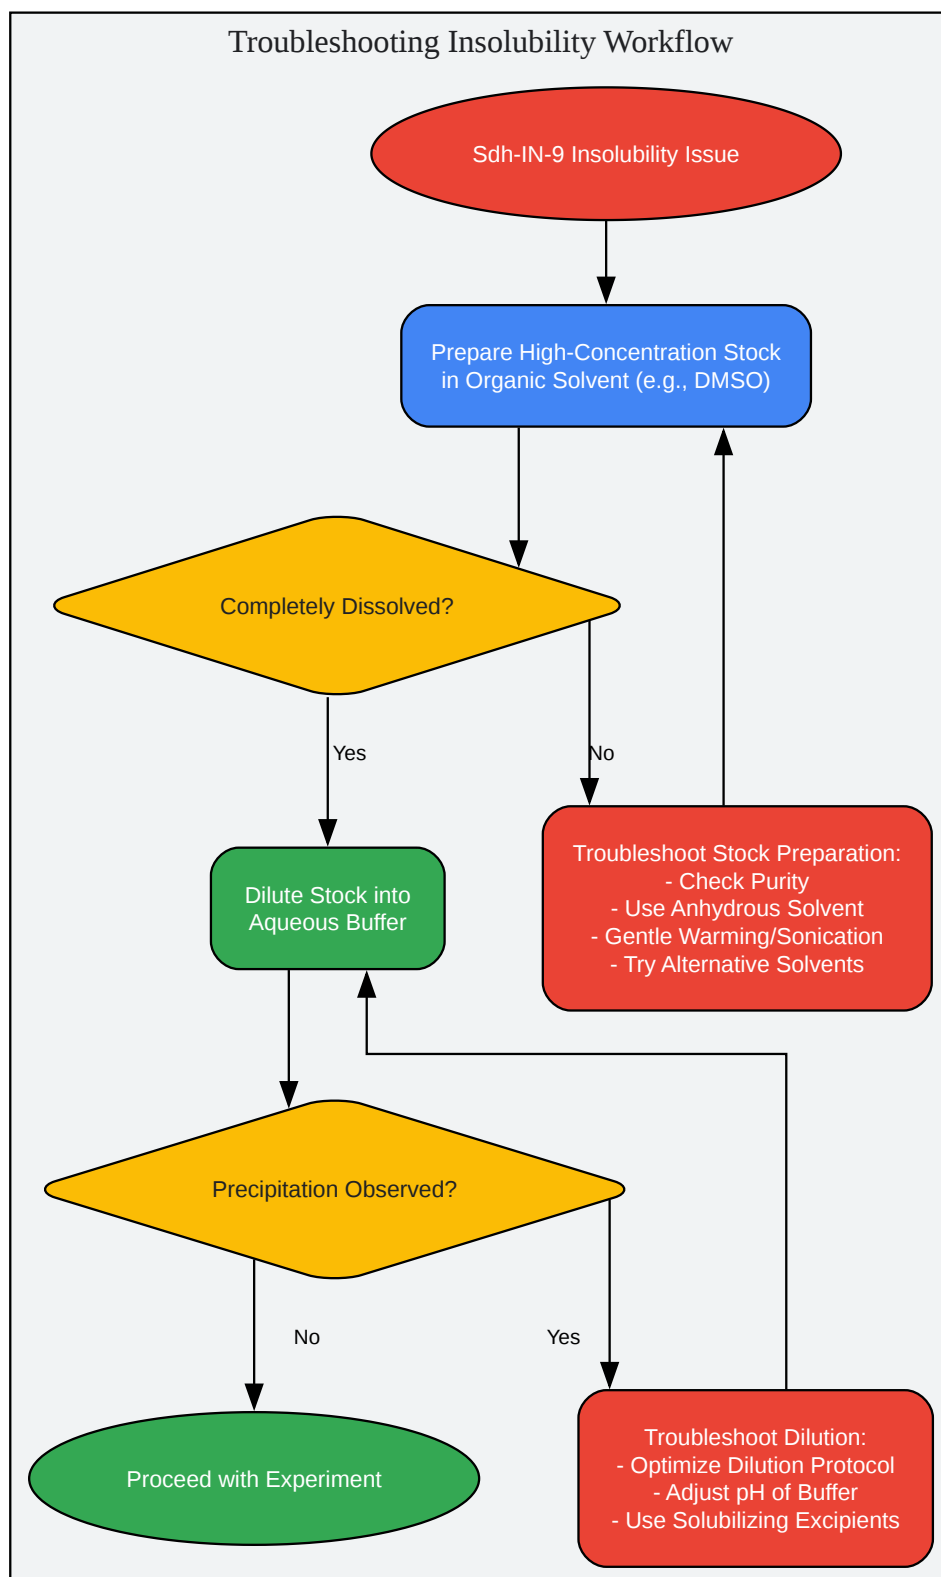 Troubleshooting Insolubility Workflow
Sdh-IN-9 Insolubility Issue
Prepare High-Concentration Stock
in Organic Solvent (e.g., DMSO)
Completely Dissolved?
Yes
No
Troubleshoot Stock Preparation:
- Check Purity
- Use Anhydrous Solvent
- Gentle Warming/Sonication
- Try Alternative Solvents
Dilute Stock into
Aqueous Buffer
Precipitation Observed?
No
Yes
Proceed with Experiment
Troubleshoot Dilution:
- Optimize Dilution Protocol
- Adjust pH of Buffer
- Use Solubilizing Excipients